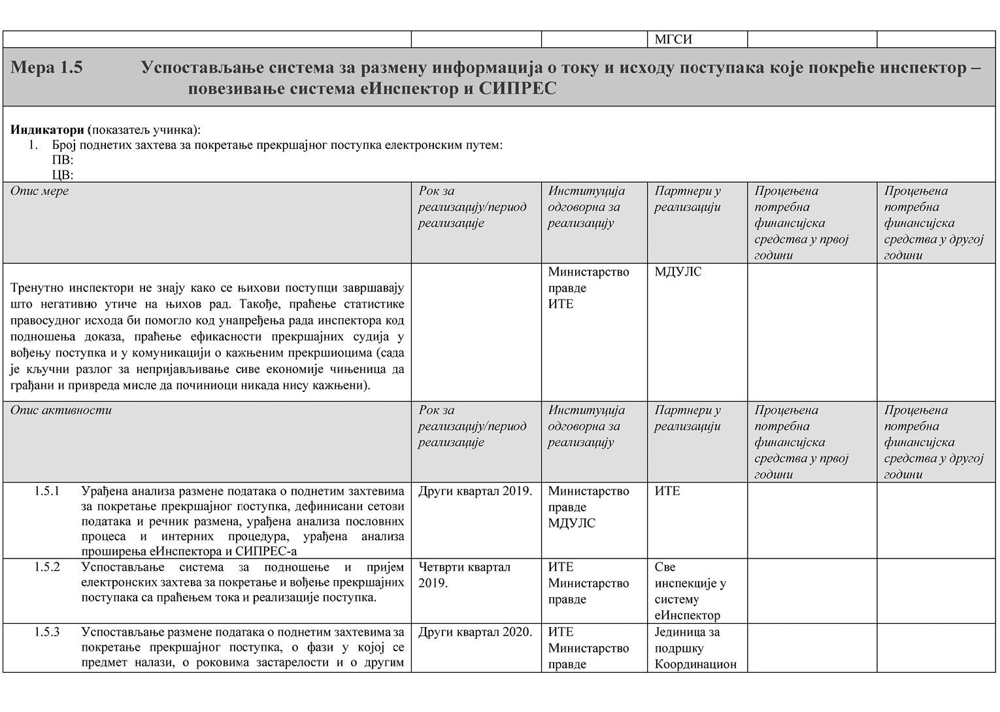 МГСИ
Мера 1.5 Успостављање система за размену информација о току и исходу поступака које покреће инспектор –
повезивање система еИнспектор и СИПРЕС
Индикатори (показатељ учинка):
1. Број поднетих захтева за покретање прекршајног поступка електронским путем:
ПВ:
ЦВ:
Опис мере
Рок за
реализацију/период
реализације
Институција
одговорна за
реализацију
Партнери у
реализацији
Процењена
потребна
финансијска
средства у првој
години
Процењена
потребна
финансијска
средства у другој
години
Тренутно инспектори не знају како се њихови поступци завршавају
што негативно утиче на њихов рад. Такође, праћење статистике
правосудног исхода би помогло код унапређења рада инспектора код
подношења доказа, праћење ефикасности прекршајних судија у
вођењу поступка и у комуникацији о кажњеним прекршиоцима (сада
је кључни разлог за непријављивање сиве економије чињеница да
грађани и привреда мисле да починиоци никада нису кажњени).
Министарство
правде
ИТЕ
МДУЛС
Опис активности
Рок за
реализацију/период
реализације
Институција
одговорна за
реализацију
Партнери у
реализацији
Процењена
потребна
финансијска
средства у првој
години
Процењена
потребна
финансијска
средства у другој
години
1.5.1 Урађена анализа размене података о поднетим захтевима
за покретање прекршајног поступка, дефинисани сетови
података и речник размена, урађена анализа пословних
процеса и интерних процедура, урађена анализа
проширења еИнспектора и СИПРЕС-а
Други квартал 2019.
Министарство
правде
МДУЛС
ИТЕ
1.5.2 Успостављање система за подношење и пријем
електронских захтева за покретање и вођење прекршајних
поступака са праћењем тока и реализације поступка.
Четврти квартал
2019.
ИТЕ
Министарство
правде
Све
инспекције у
систему
еИнспектор
1.5.3 Успостављање размене података о поднетим захтевима за
покретање прекршајног поступка, о фази у којој се
предмет налази, о роковима застарелости и о другим
Други квартал 2020.
ИТЕ
Министарство
правде
Јединица за
подршку
Координацион